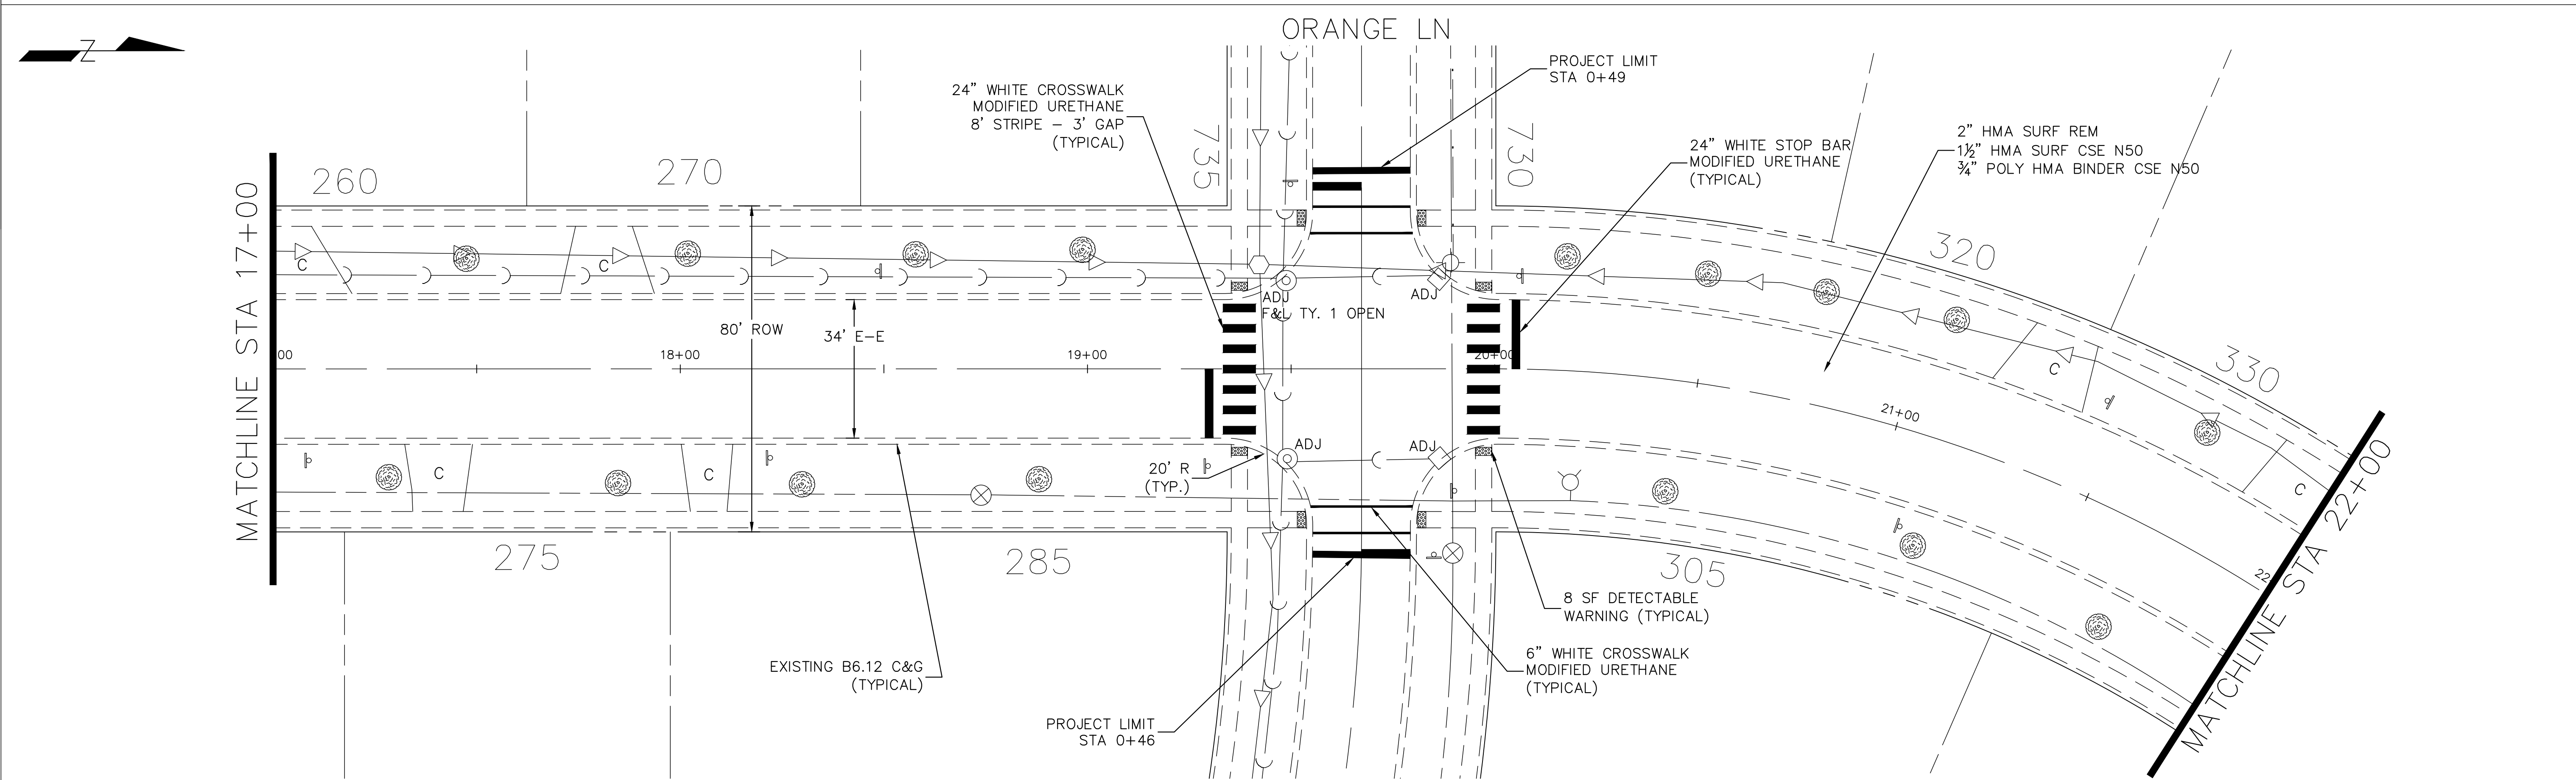 ORANGE LN
Z
PROJECT LIMIT
STA 0+49
24" WHITE CROSSWALK
MODIFIED URETHANE
8' STRIPE – 3' GAP
(TYPICAL)
24" WHITE STOP BAR
MODIFIED URETHANE
(TYPICAL)
2" HMA SURF REM
1½" HMA SURF CSE N50
¾" POLY HMA BINDER CSE N50
735
730
260
270
320
330
MATCHLINE STA 17+00
C
C
C
C
ADJ
F&L TY. 1 OPEN
ADJ
80' ROW
34' E–E
00
18+00
19+00
20+00
21+00
22
C
C
ADJ
ADJ
20' R
(TYP.)
275
285
305
MATCHLINE STA 22+00
8 SF DETECTABLE
WARNING (TYPICAL)
6" WHITE CROSSWALK
MODIFIED URETHANE
(TYPICAL)
EXISTING B6.12 C&G
(TYPICAL)
PROJECT LIMIT
STA 0+46